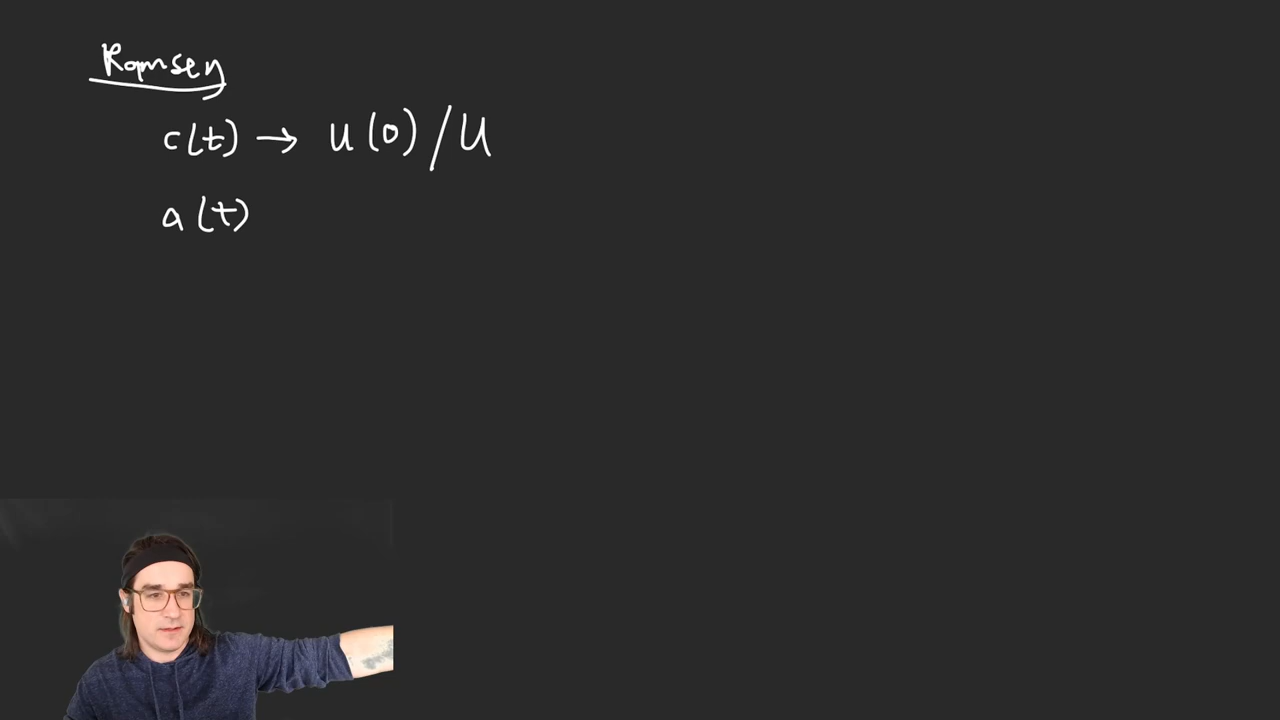 Ramsey
c(t) → U(0)/U
a(t)